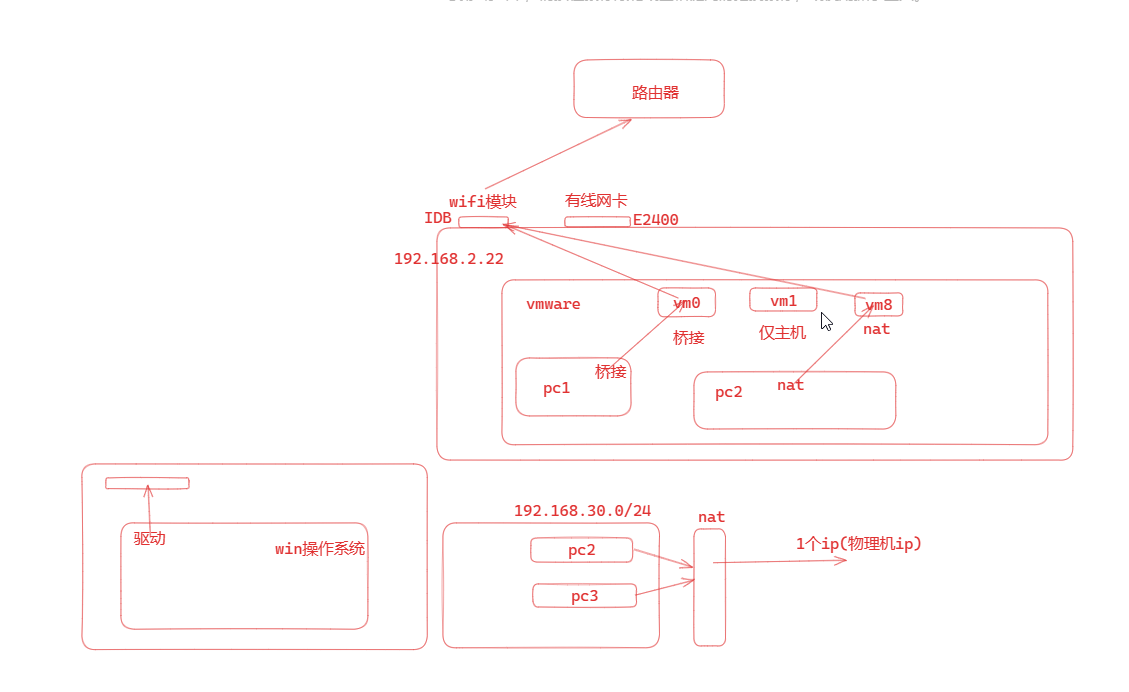 路由器
wifi模块
有线网卡
IDB
E2400
192.168.2.22
vmware
vm0
vm1
vm8
桥接
仅主机
nat
桥接
pc1
pc2
nat
192.168.30.0/24
nat
驱动
win操作系统
pc2
1个ip(物理机ip)
pc3